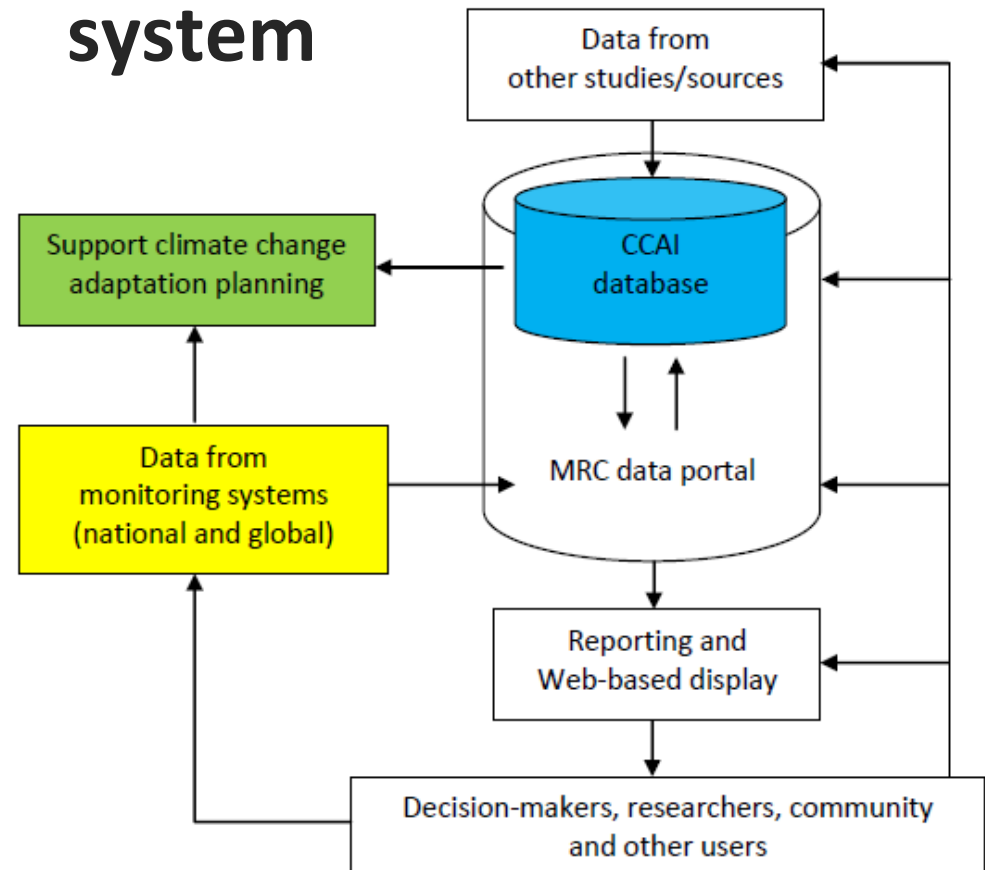 system
Data from
other studies/sources
CCAI
database
Support climate change
adaptation planning
Data from
monitoring systems
(national and global)
MRC data portal
Reporting and
Web-based display
Decision-makers, researchers, community
and other users